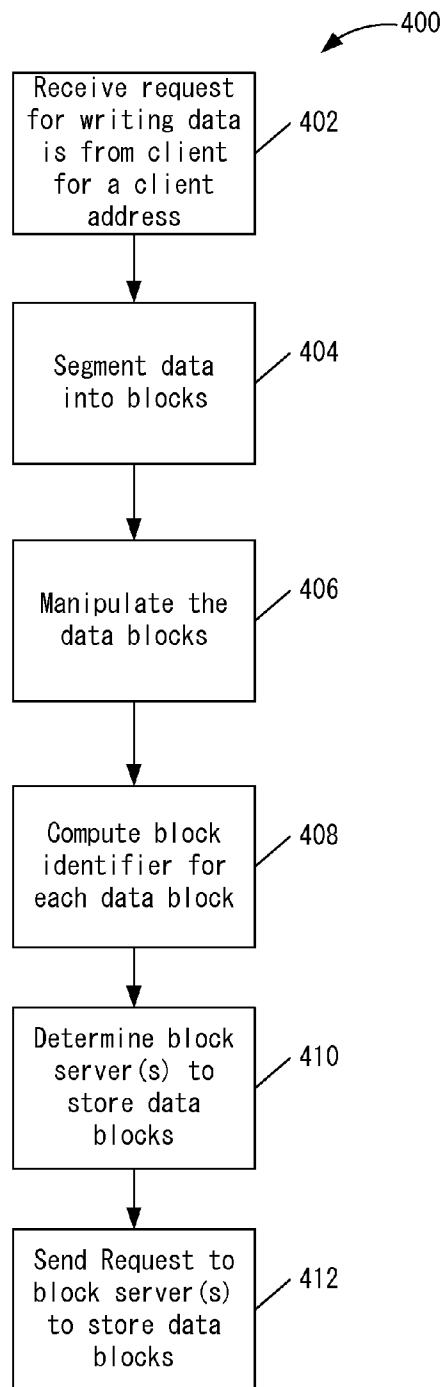 400
Receive request
for writing data
is from client
for a client
address
402
Segment data
into blocks
404
Manipulate the
data blocks
406
Compute block
identifier for
each data block
408
Determine block
server(s) to
store data
blocks
410
Send Request to
block server(s)
to store data
blocks
412